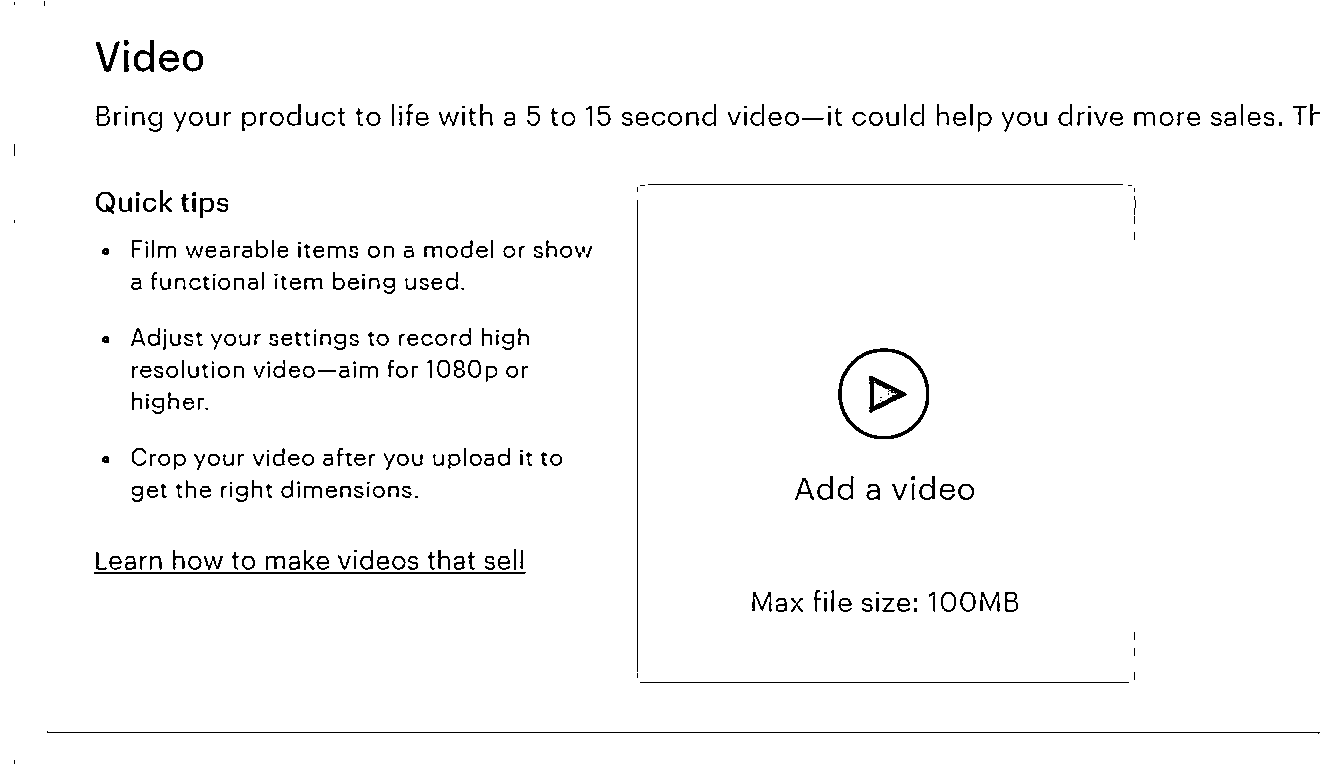 Video
Bring your product to life with a 5 to 15 second video—it could help you drive more sales.
Quick tips
• Film wearable items on a model or show
a functional item being used.
• Adjust your settings to record high
resolution video—aim for 1080p or
higher.
• Crop your video after you upload it to
get the right dimensions.
Learn how to make videos that sell
Add a video
Max file size: 100MB